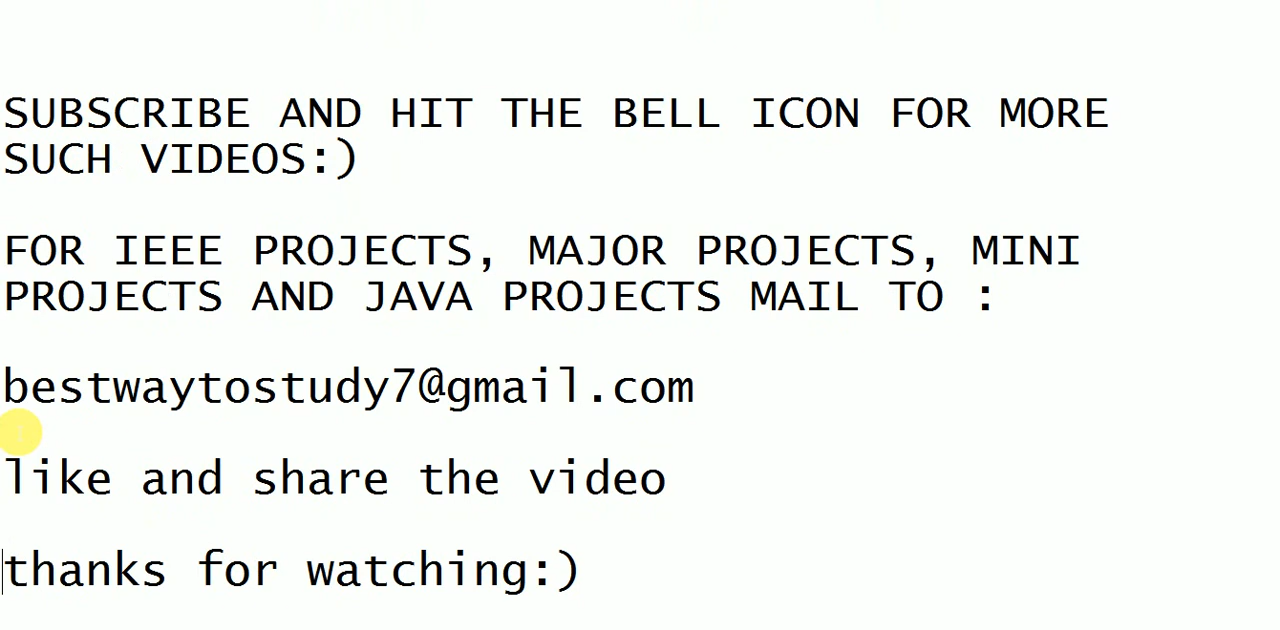 SUBSCRIBE AND HIT THE BELL ICON FOR MORE
SUCH VIDEOS:)
FOR IEEE PROJECTS, MAJOR PROJECTS, MINI
PROJECTS AND JAVA PROJECTS MAIL TO :
bestwaytostudy7@gmail.com
like and share the video
thanks for watching:)